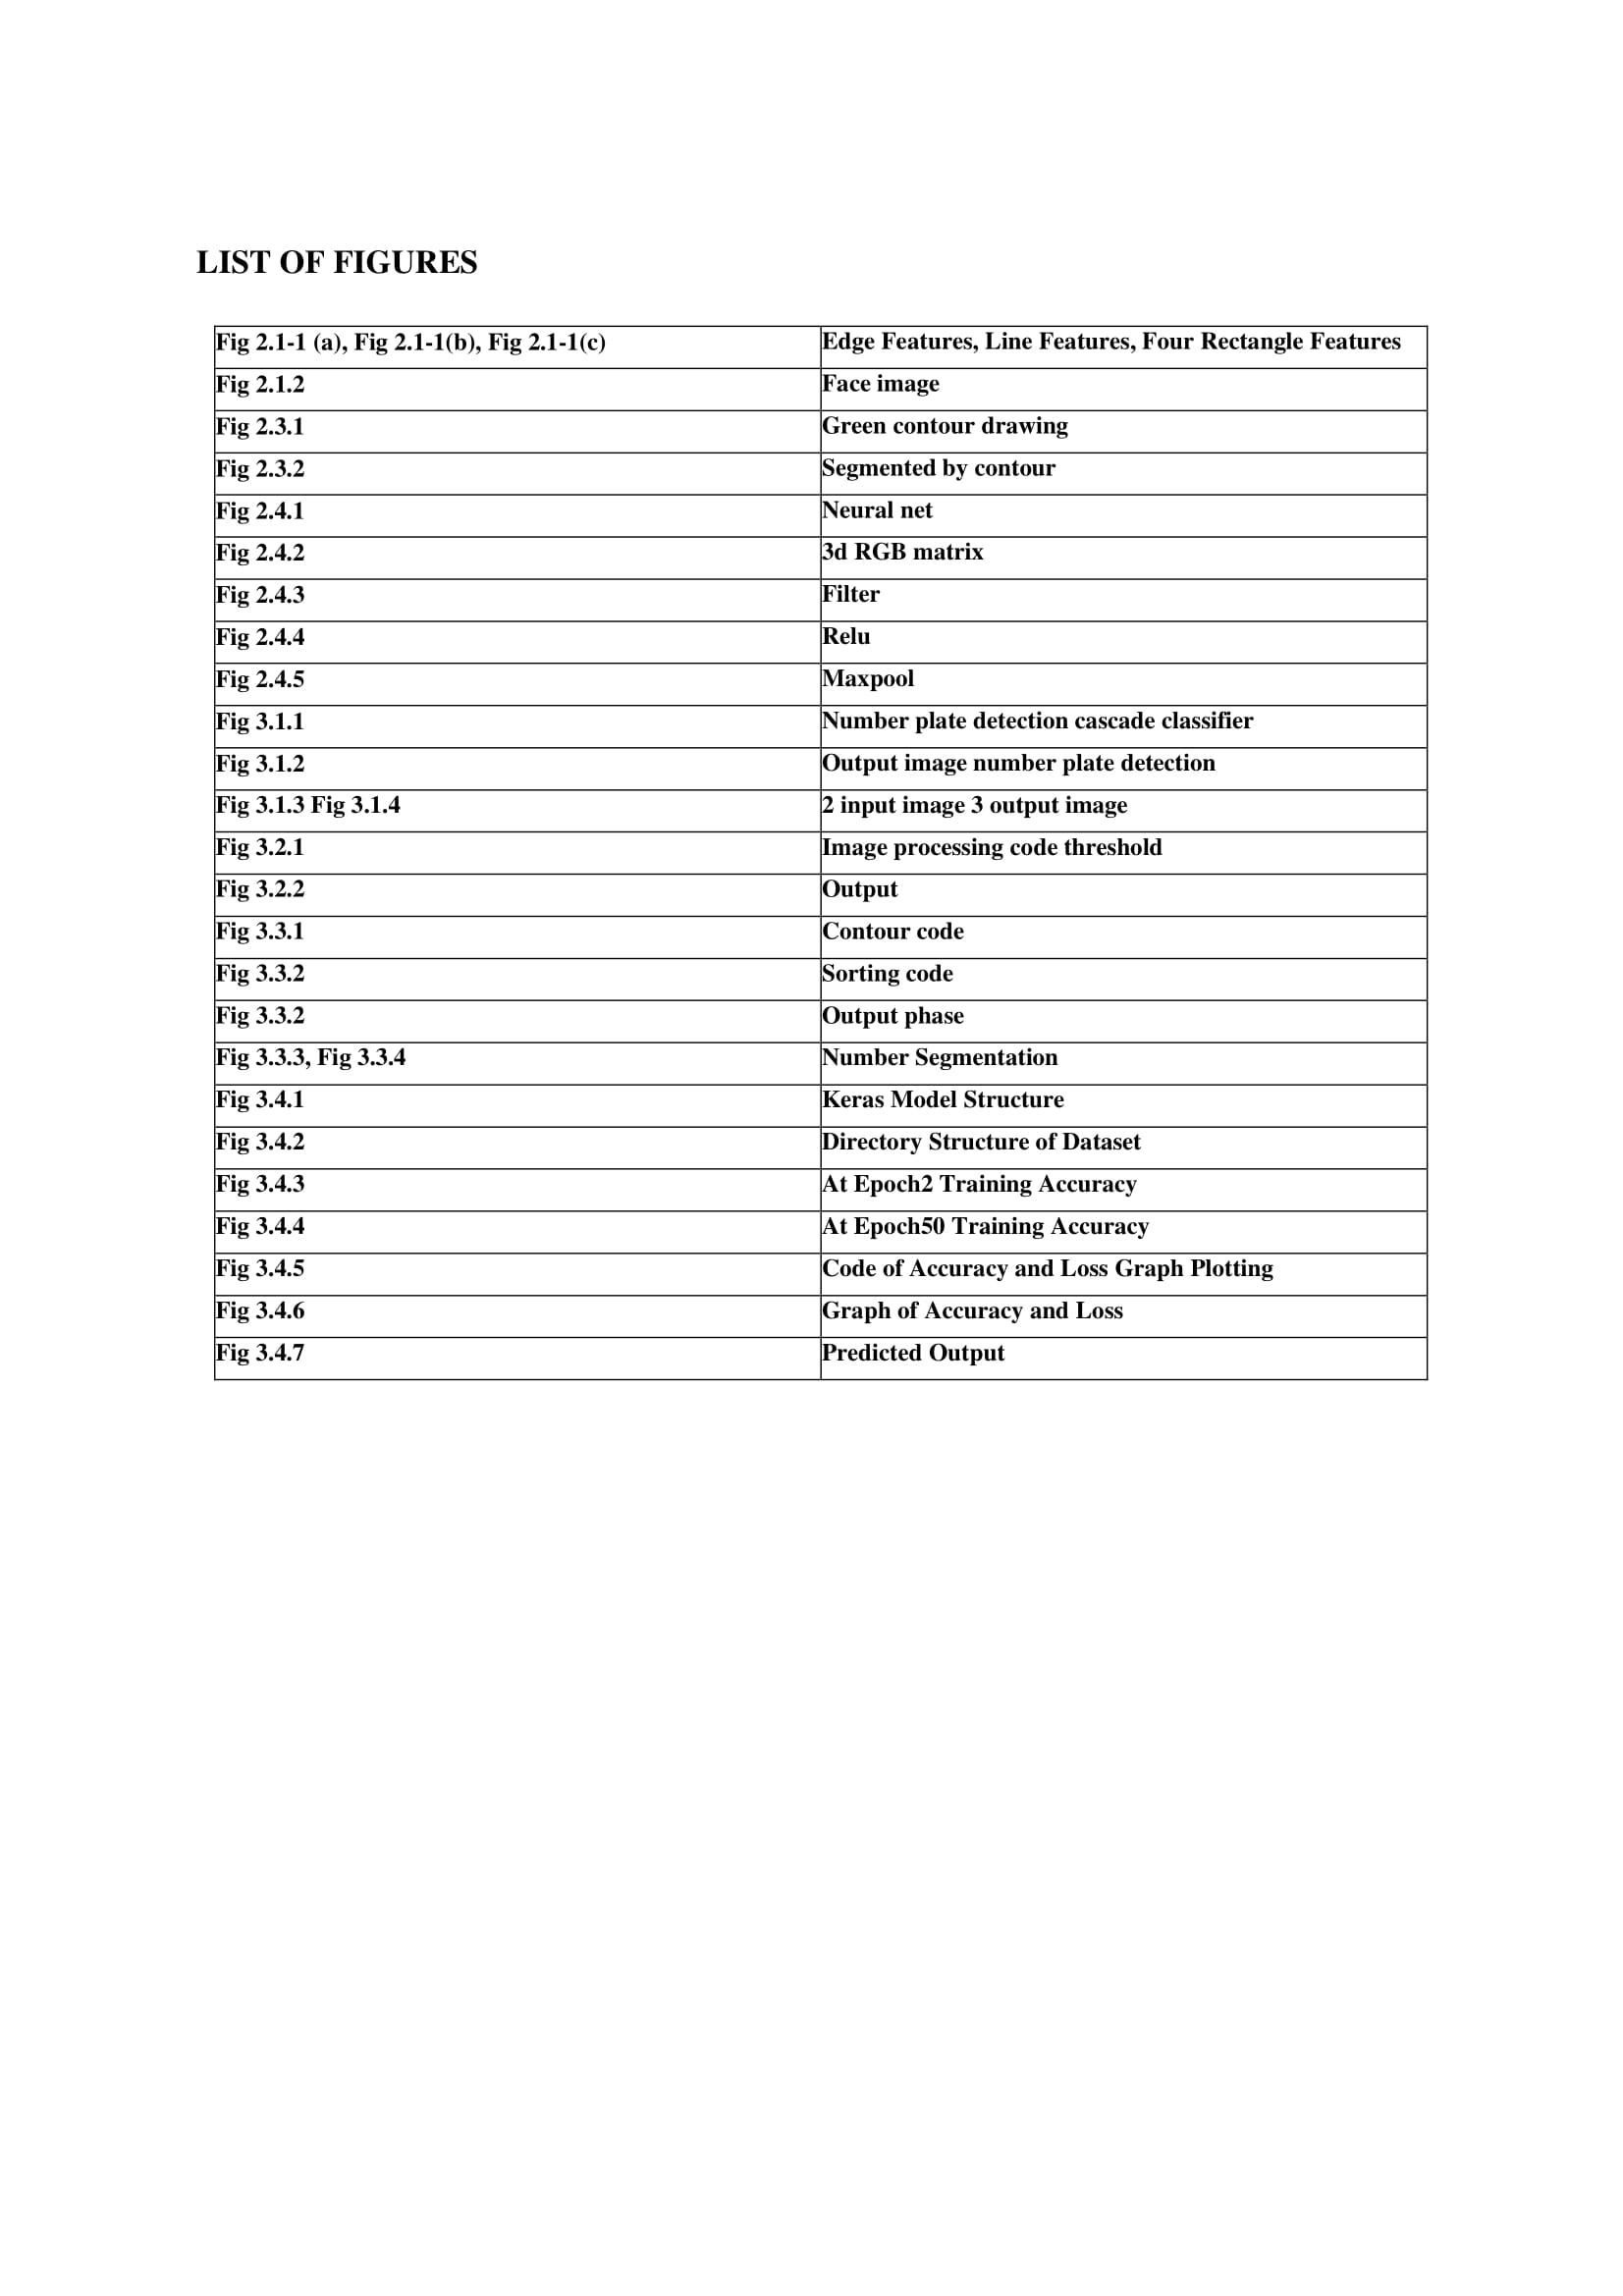 LIST OF FIGURES
Fig 2.1-1 (a), Fig 2.1-1(b), Fig 2.1-1(c) Edge Features, Line Features, Four Rectangle Features
Fig 2.1.2 Face image
Fig 2.3.1 Green contour drawing
Fig 2.3.2 Segmented by contour
Fig 2.4.1 Neural net
Fig 2.4.2 3d RGB matrix
Fig 2.4.3 Filter
Fig 2.4.4 Relu
Fig 2.4.5 Maxpool
Fig 3.1.1 Number plate detection cascade classifier
Fig 3.1.2 Output image number plate detection
Fig 3.1.3 Fig 3.1.4 2 input image 3 output image
Fig 3.2.1 Image processing code threshold
Fig 3.2.2 Output
Fig 3.3.1 Contour code
Fig 3.3.2 Sorting code
Fig 3.3.2 Output phase
Fig 3.3.3, Fig 3.3.4 Number Segmentation
Fig 3.4.1 Keras Model Structure
Fig 3.4.2 Directory Structure of Dataset
Fig 3.4.3 At Epoch2 Training Accuracy
Fig 3.4.4 At Epoch50 Training Accuracy
Fig 3.4.5 Code of Accuracy and Loss Graph Plotting
Fig 3.4.6 Graph of Accuracy and Loss
Fig 3.4.7 Predicted Output